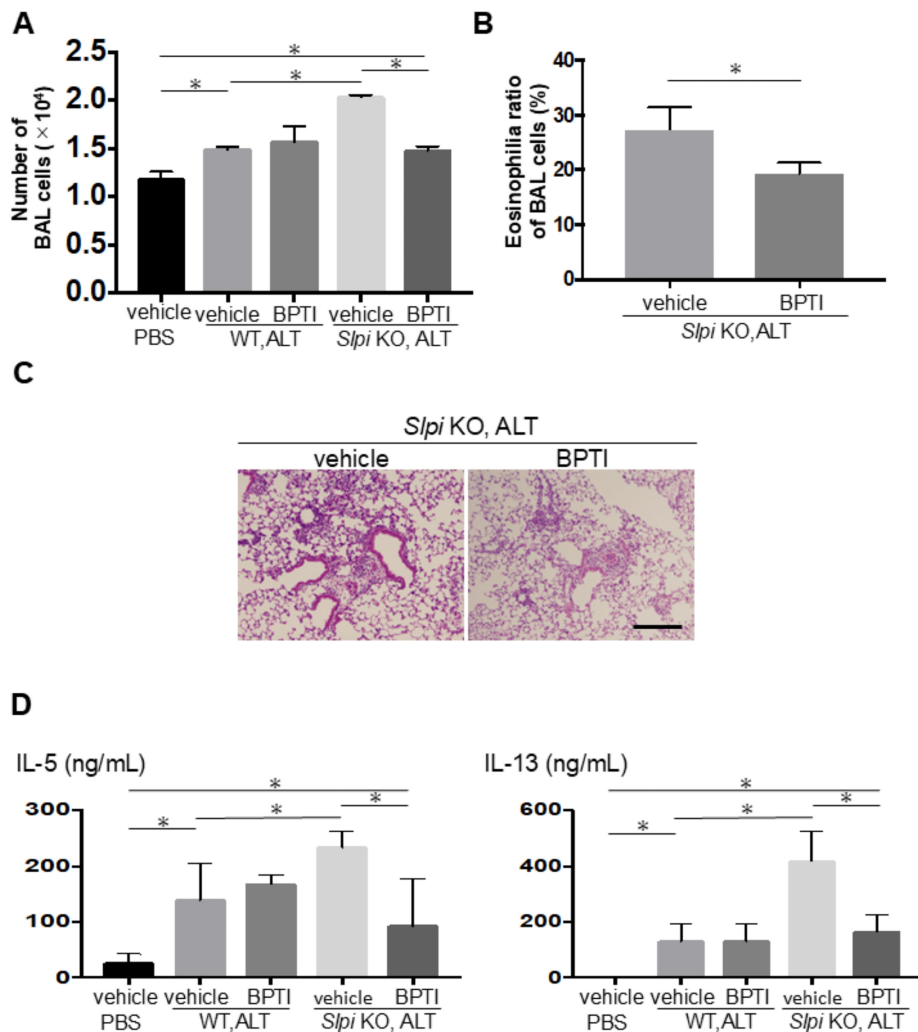 A
Number of
BAL cells (×10⁴)
2.5
2.0
1.5
1.0
0.5
0.0
*
*
*
*
vehicle
vehicle
BPTI
vehicle
BPTI
PBS
WT,ALT
Slpi KO, ALT
B
Eosinophilia ratio
of BAL cells (%)
40
30
20
10
0
*
vehicle
BPTI
Slpi KO,ALT
C
Slpi KO, ALT
vehicle
BPTI
D
IL-5 (ng/mL)
300
200
100
0
*
*
*
*
vehicle
vehicle
BPTI
vehicle
BPTI
PBS
WT,ALT
Slpi KO, ALT
IL-13 (ng/mL)
600
400
200
0
*
*
*
*
vehicle
vehicle
BPTI
vehicle
BPTI
PBS
WT,ALT
Slpi KO, ALT